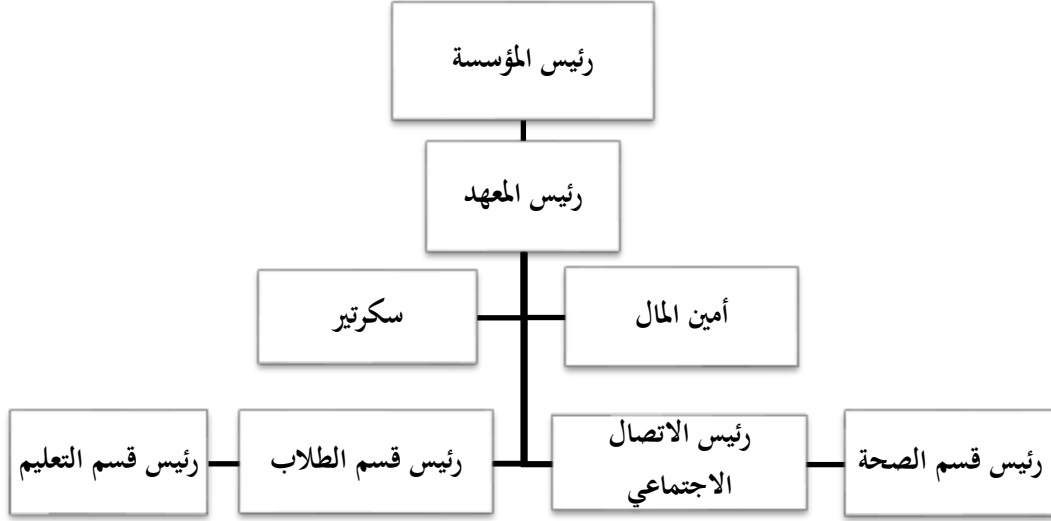 رئيس المؤسسة
رئيس المعهد
أمين المال
سكرتير
رئيس قسم الصحة
رئيس الاتصال
الاجتماعي
رئيس قسم الطلاب
رئيس قسم التعليم